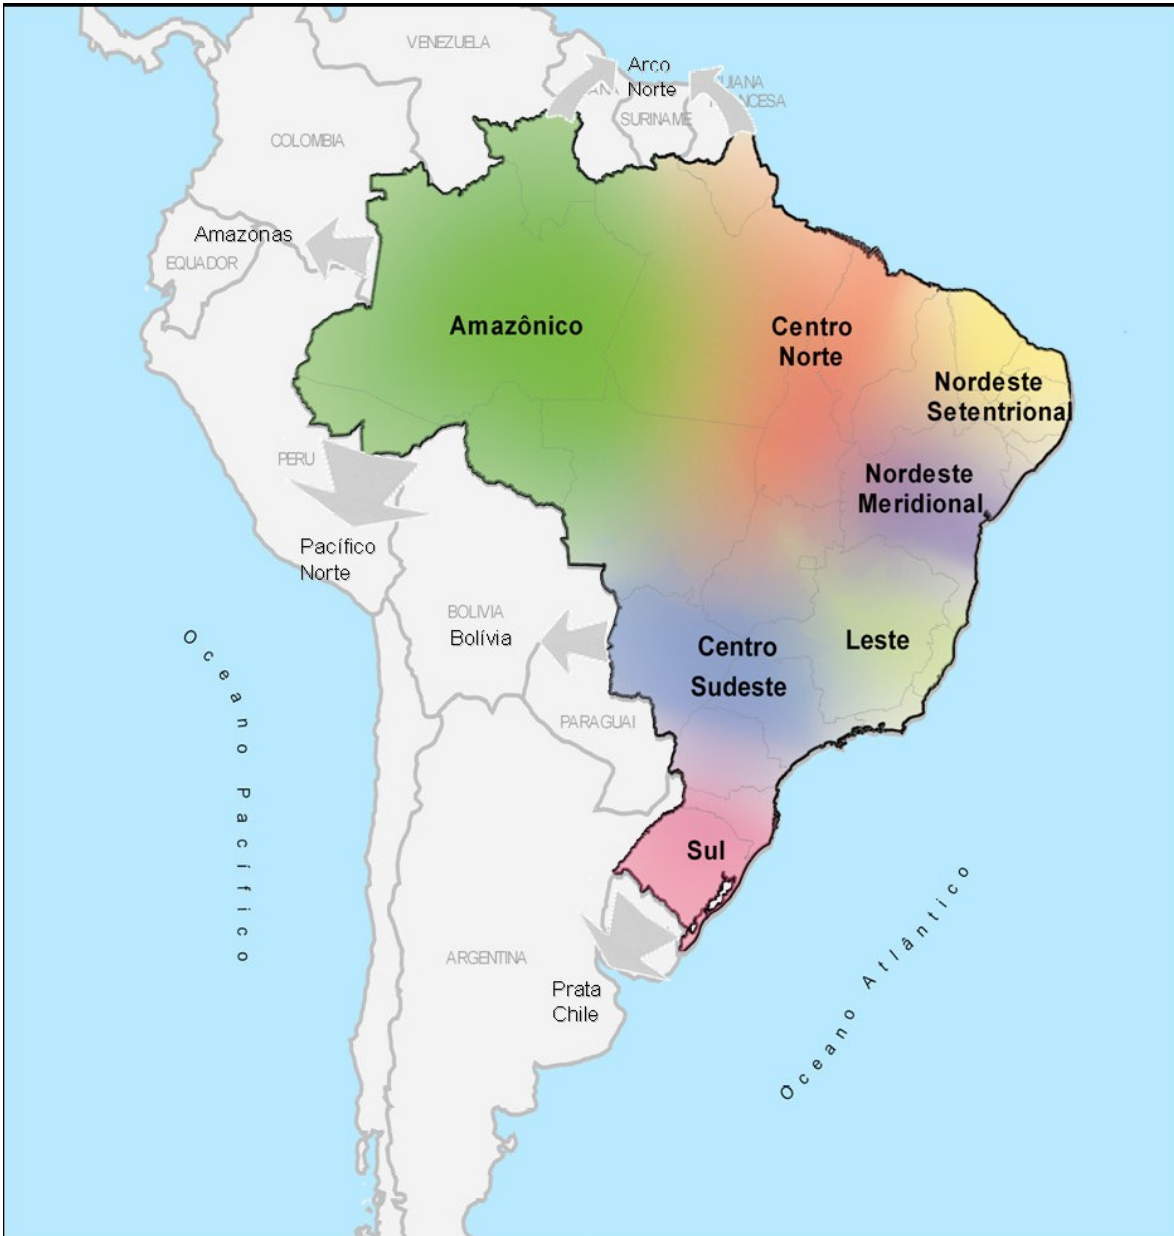 VENEZUELA
Arco
Norte
SURINAME
COLOMBIA
Amazonas
EQUADOR
Amazônico
Centro
Norte
Nordeste
Setentrional
Nordeste
Meridional
PERU
Pacífico
Norte
BOLIVIA
Bolívia
Centro
Sudeste
Leste
PARAGUAI
Oceano Pacífico
Sul
Oceano Atlântico
ARGENTINA
Prata
Chile